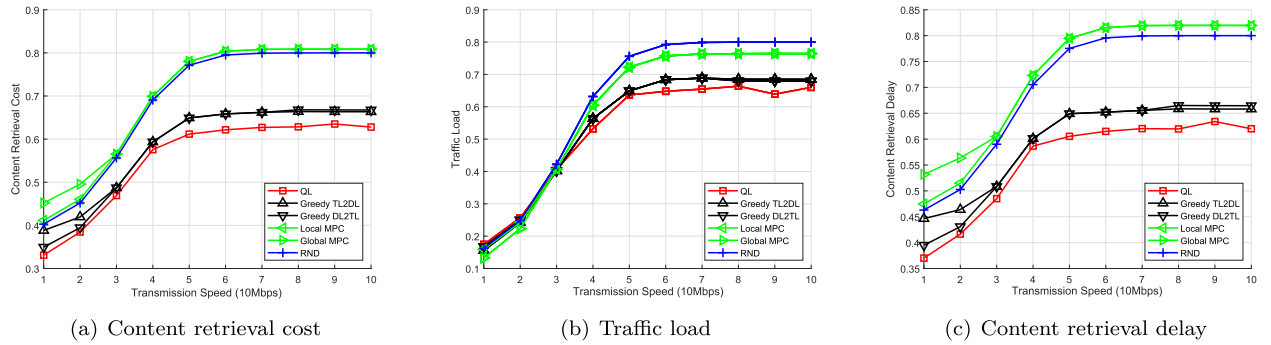 0.9
0.8
0.7
0.6
0.5
0.4
0.3
Content Retrieval Cost
1 2 3 4 5 6 7 8 9 10
Transmission Speed (10Mbps)
QL
Greedy TL2DL
Greedy DL2TL
Local MPC
Global MPC
RND
(a) Content retrieval cost
0.9
0.8
0.7
0.6
0.5
0.4
0.3
0.2
0.1
Traffic Load
1 2 3 4 5 6 7 8 9 10
Transmission Speed (10Mbps)
QL
Greedy TL2DL
Greedy DL2TL
Local MPC
Global MPC
RND
(b) Traffic load
0.85
0.8
0.75
0.7
0.65
0.6
0.55
0.5
0.45
0.4
0.35
Content Retrieval Delay
1 2 3 4 5 6 7 8 9 10
Transmission Speed (10Mbps)
QL
Greedy TL2DL
Greedy DL2TL
Local MPC
Global MPC
RND
(c) Content retrieval delay